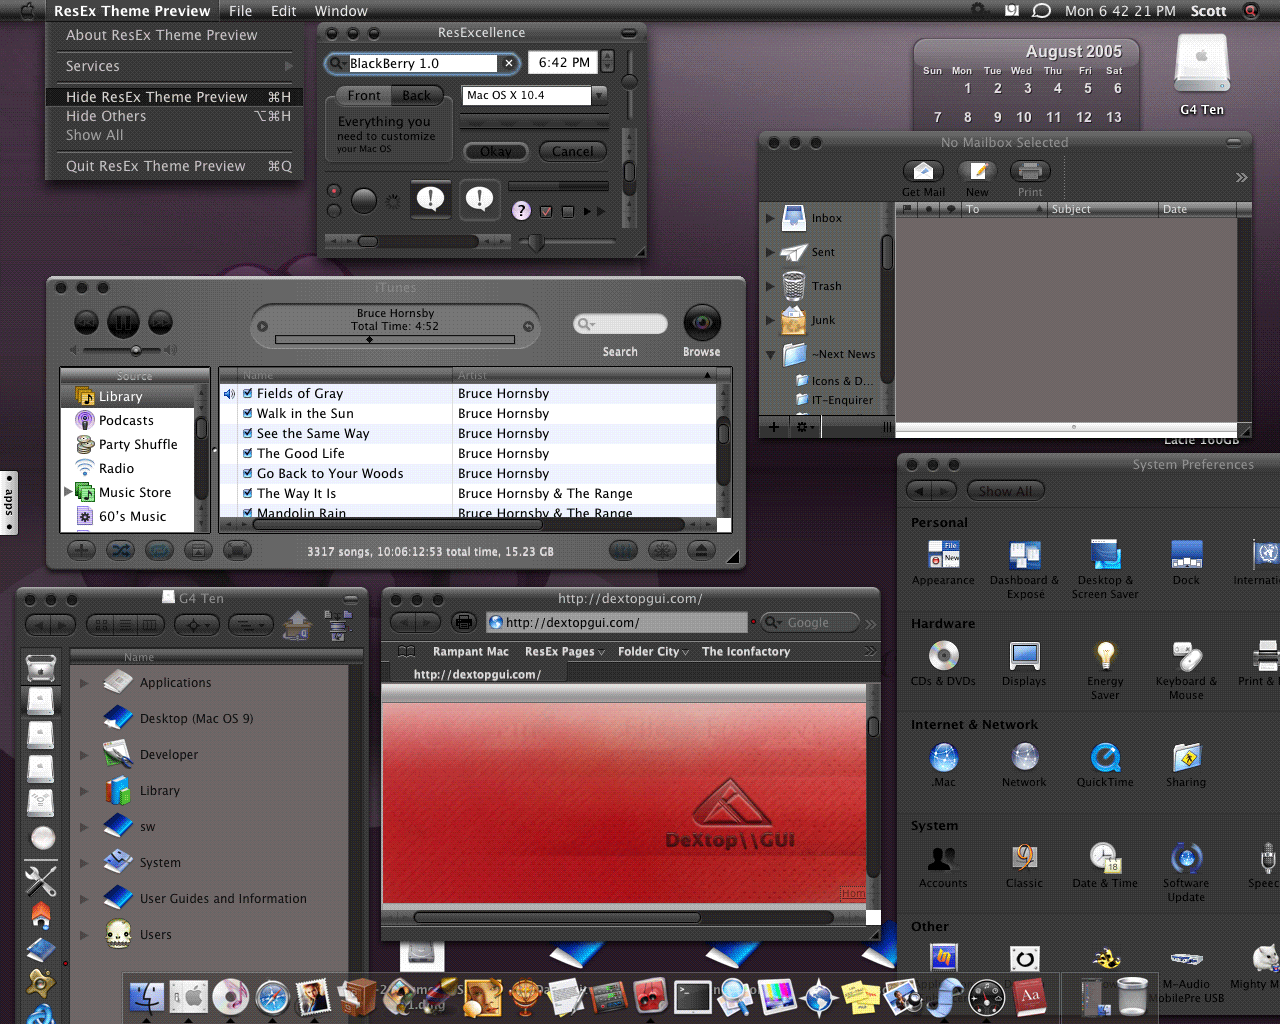 ResEx Theme Preview File Edit Window
Mon 6 42 21 PM Scott
About ResEx Theme Preview
Services
Hide ResEx Theme Preview ⌘H
Hide Others ⌥⌘H
Show All
Quit ResEx Theme Preview ⌘Q
ResExcellence
BlackBerry 1.0
6:42 PM
Front Back
Mac OS X 10.4
Everything you
need to customize
your Mac OS
Okay Cancel
August 2005
Sun Mon Tue Wed Thu Fri Sat
1 2 3 4 5 6
7 8 9 10 11 12 13
G4 Ten
No Mailbox Selected
Get Mail New Print
To Subject Date
Inbox
Sent
Trash
Junk
~Next News
Icons & D...
IT-Enquirer
Lacie 160GB
iTunes
Bruce Hornsby
Total Time: 4:52
Search
Browse
Source
Library
Podcasts
Party Shuffle
Radio
Music Store
60's Music
Name Artist
Fields of Gray Bruce Hornsby
Walk in the Sun Bruce Hornsby
See the Same Way Bruce Hornsby
The Good Life Bruce Hornsby
Go Back to Your Woods Bruce Hornsby
The Way It Is Bruce Hornsby & The Range
Mandolin Rain Bruce Hornsby & The Range
3317 songs, 10:06:12:53 total time, 15.23 GB
• apps •
System Preferences
Show All
Personal
Appearance
Dashboard &
Exposé
Desktop &
Screen Saver
Dock
Internati
Hardware
CDs & DVDs
Displays
Energy
Saver
Keyboard &
Mouse
Print &
Internet & Network
.Mac
Network
QuickTime
Sharing
System
Accounts
Classic
Date & Time
Software
Update
Speec
Other
M-Audio
MobilePre USB
Mighty M
G4 Ten
Name
Applications
Desktop (Mac OS 9)
Developer
Library
sw
System
User Guides and Information
Users
http://dextopgui.com/
http://dextopgui.com/
Google
Rampant Mac ResEx Pages Folder City The Iconfactory
http://dextopgui.com/
DeXtop\\GUI
Hom